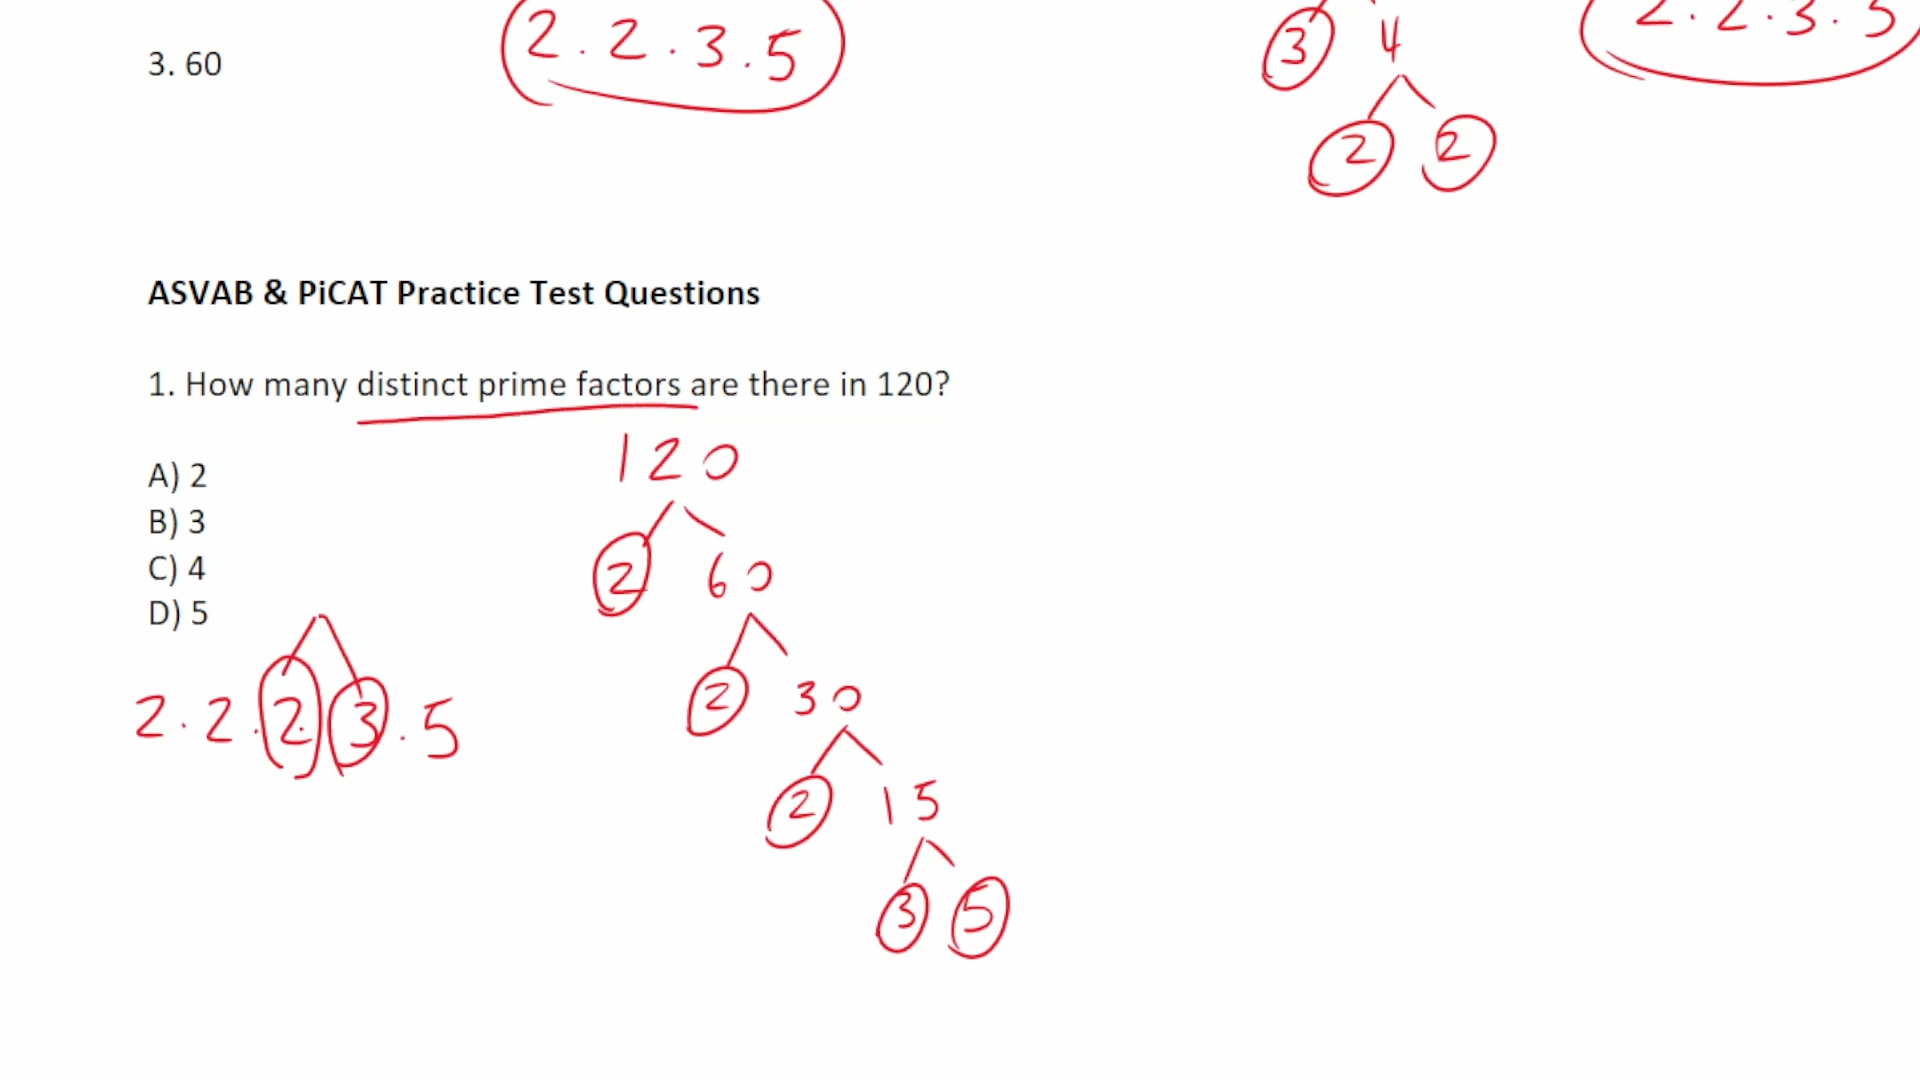 2 . 2 . 3 . 5
2 . 2 . 3 . 5
3. 60
3 4
2 2
ASVAB & PiCAT Practice Test Questions
1. How many distinct prime factors are there in 120?
120
A) 2
B) 3
C) 4
D) 5
2 60
2 30
2 . 2 . 2 . 3 . 5
2 15
3 5